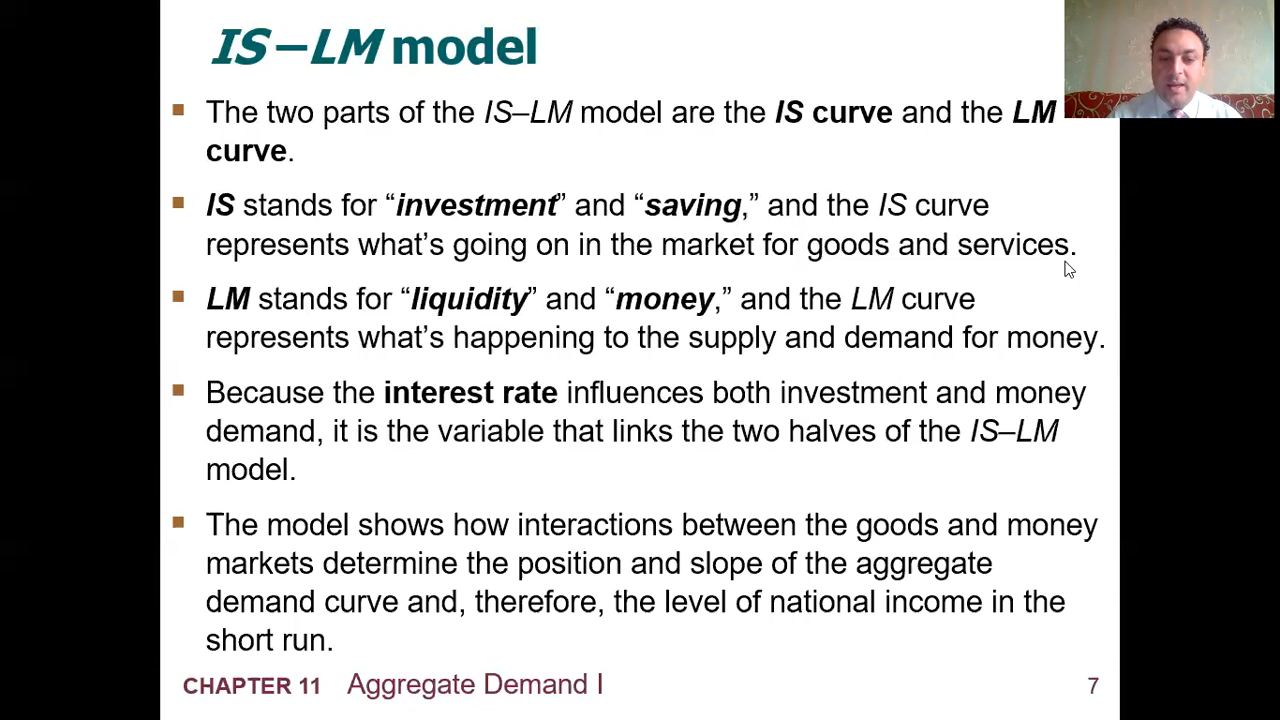 IS–LM model
The two parts of the IS–LM model are the IS curve and the LM
curve.
IS stands for “investment” and “saving,” and the IS curve
represents what’s going on in the market for goods and services.
LM stands for “liquidity” and “money,” and the LM curve
represents what’s happening to the supply and demand for money.
Because the interest rate influences both investment and money
demand, it is the variable that links the two halves of the IS–LM
model.
The model shows how interactions between the goods and money
markets determine the position and slope of the aggregate
demand curve and, therefore, the level of national income in the
short run.
CHAPTER 11 Aggregate Demand I 7